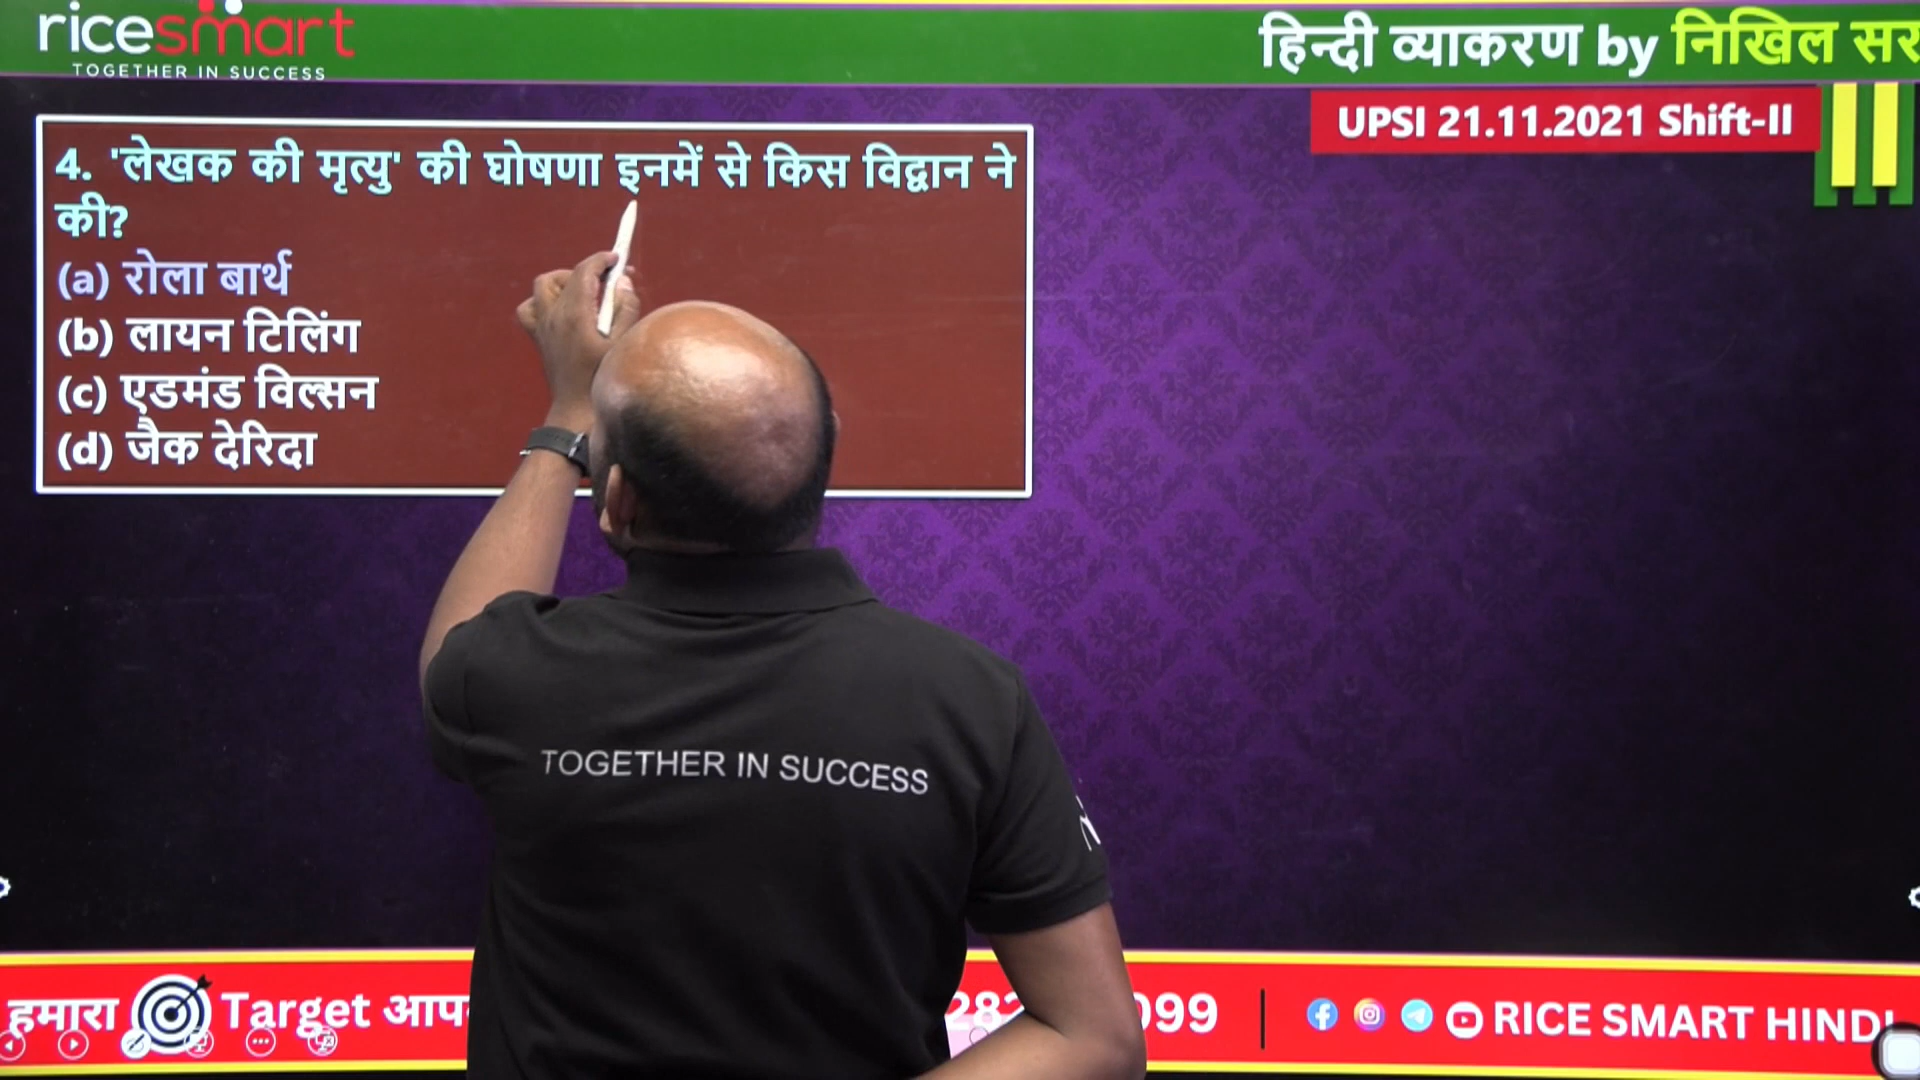 ricesmart
TOGETHER IN SUCCESS
हिन्दी व्याकरण by निखिल सर
UPSI 21.11.2021 Shift-II
4. 'लेखक की मृत्यु' की घोषणा इनमें से किस विद्वान ने
की?
(a) रोला बार्थ
(b) लायन टिलिंग
(c) एडमंड विल्सन
(d) जैक देरिदा
TOGETHER IN SUCCESS
हमारा Target आप
099
RICE SMART HINDI